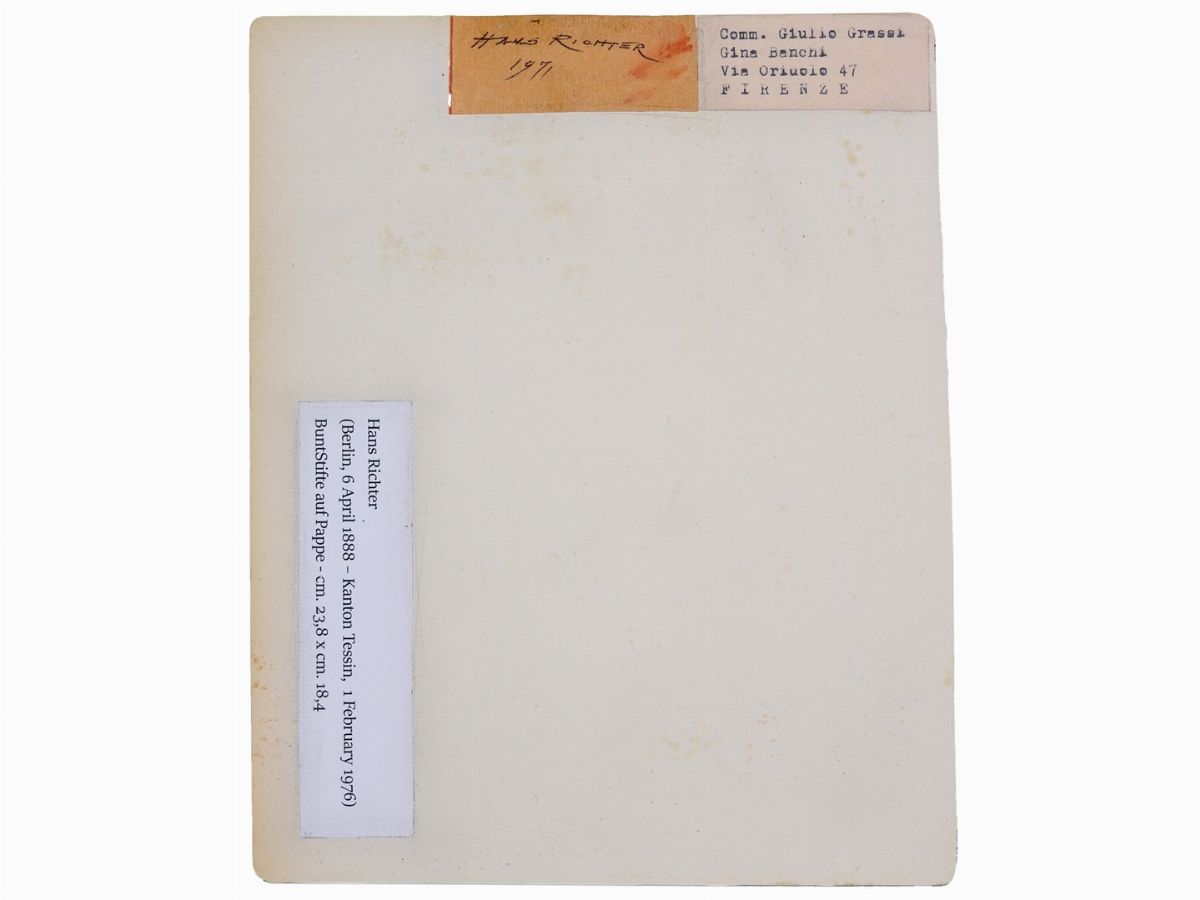 HANS RICHTER
1971
Comm. Giulio Grassi
Gina Banchi
Via Oriuolo 47
FIRENZE
Hans Richter
(Berlin, 6 April 1888 – Kanton Tessin, 1 February 1976)
BuntStifte auf Pappe - cm. 23,8 x cm. 18,4